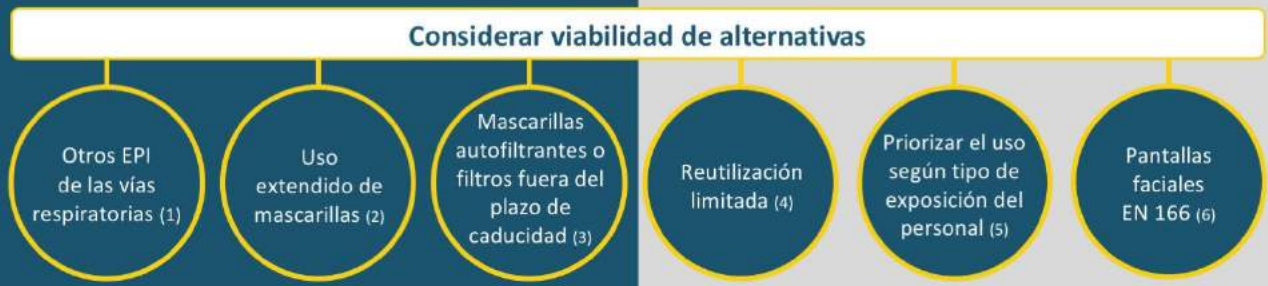 Considerar viabilidad de alternativas
Otros EPI
de las vías
respiratorias (1)
Uso
extendido de
mascarillas (2)
Mascarillas
autofiltrantes o
filtros fuera del
plazo de
caducidad (3)
Reutilización
limitada (4)
Priorizar el uso
según tipo de
exposición del
personal (5)
Pantallas
faciales
EN 166 (6)